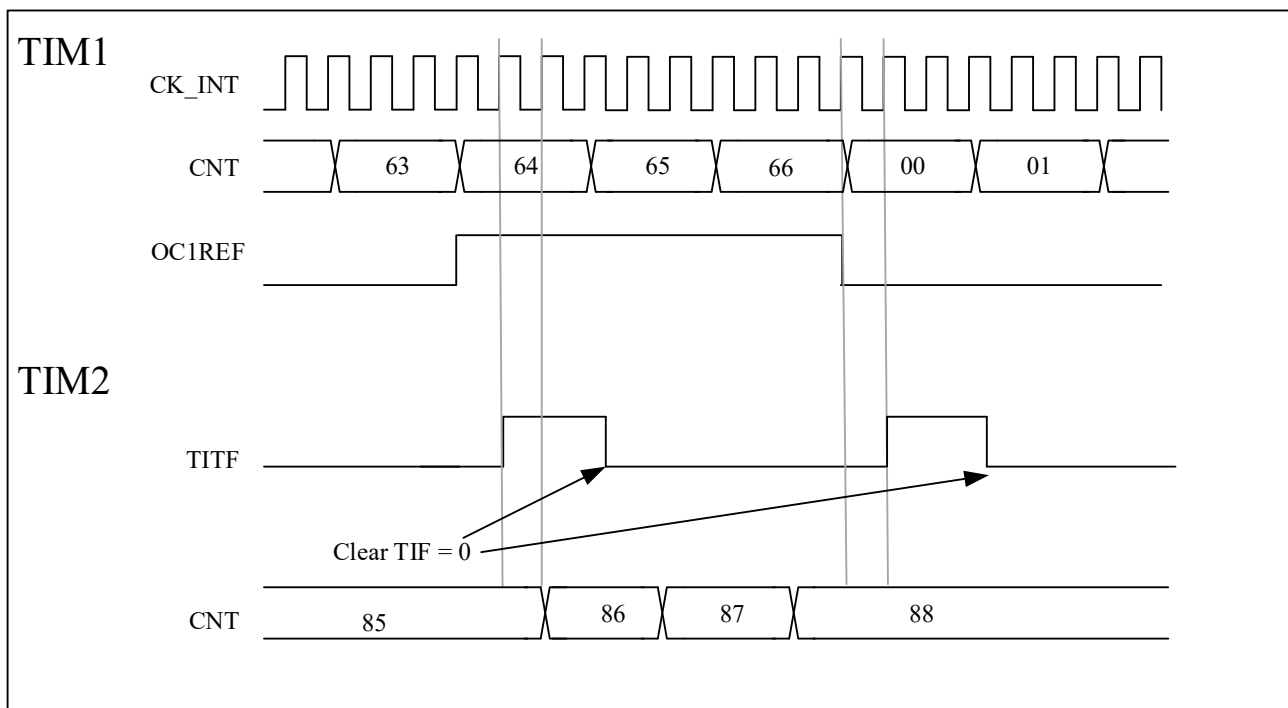 TIM1
CK_INT
CNT 63 64 65 66 00 01
OC1REF
TIM2
TITF
Clear TIF = 0
CNT 85 86 87 88